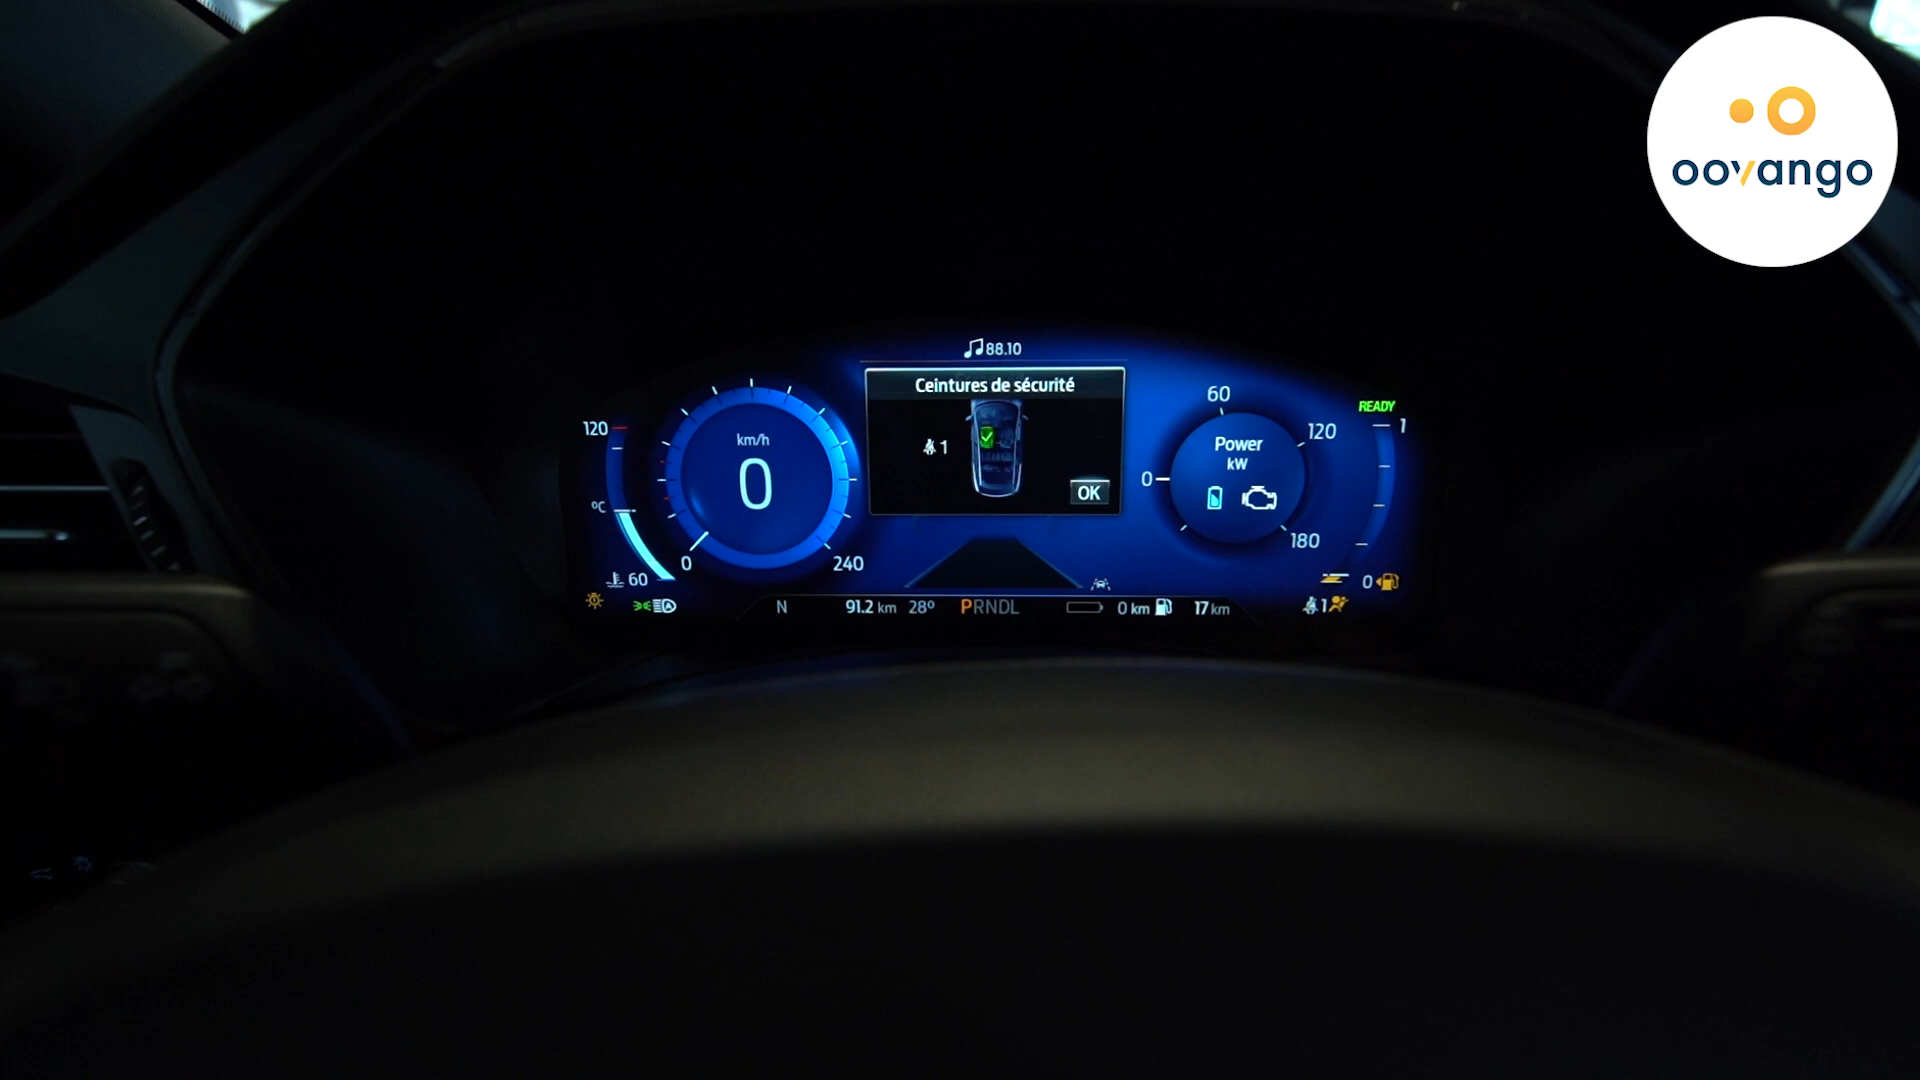 oovango
88.10
Ceintures de sécurité
1
OK
120
°C
60
km/h
0
0
240
60
120
0
180
Power
kW
READY
1
0
N 91.2 km 28° PRNDL 0 km 17 km
1